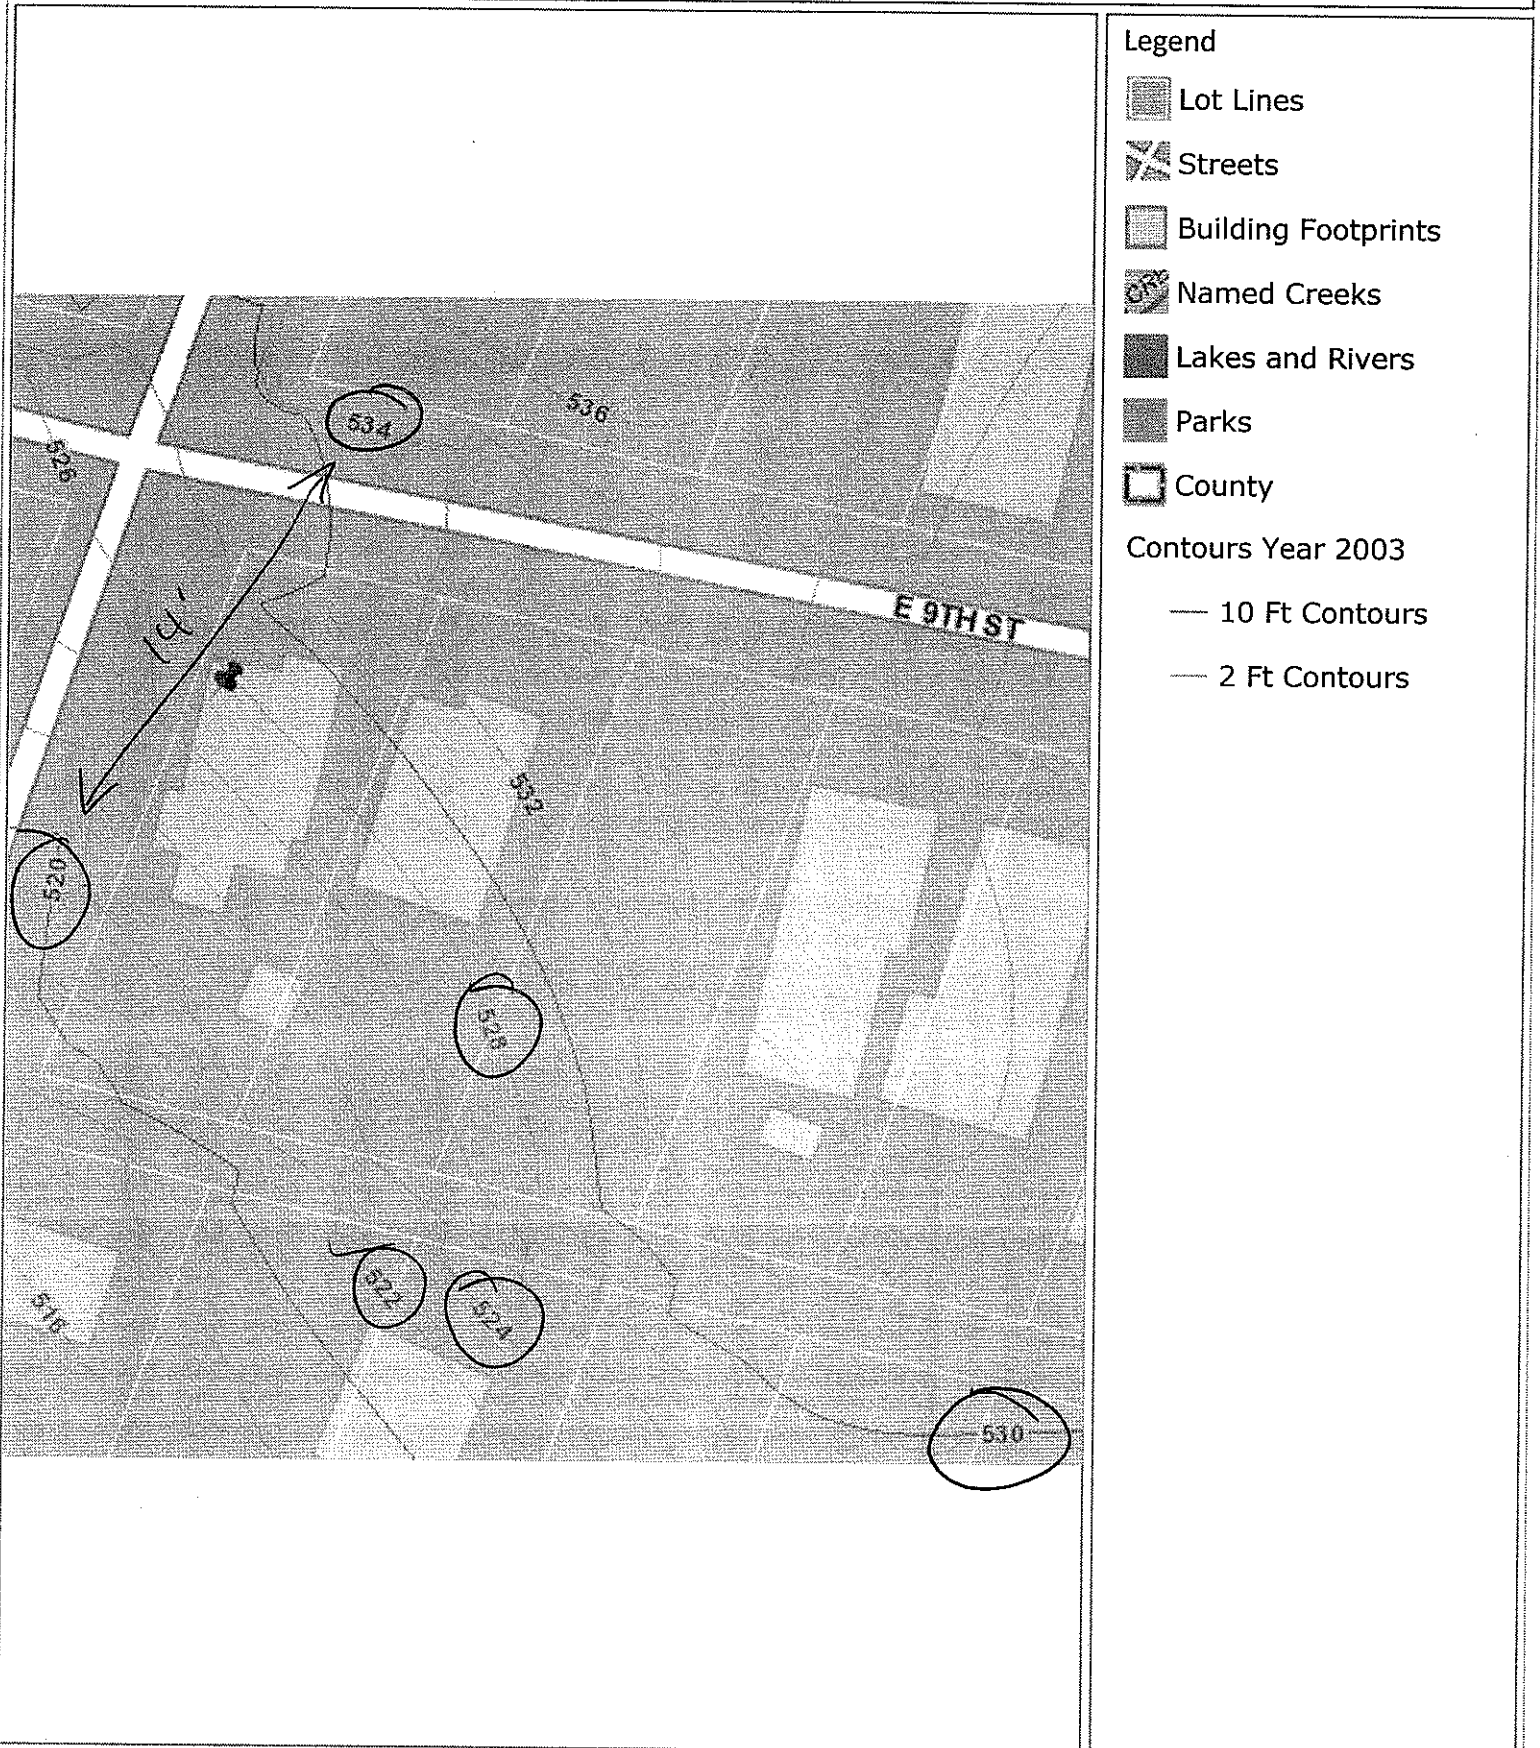 Legend
Lot Lines
Streets
Building Footprints
CRK
Named Creeks
Lakes and Rivers
Parks
County
Contours Year 2003
10 Ft Contours
2 Ft Contours
534
536
526
E 9TH ST
14'
532
520
528
522
524
516
530